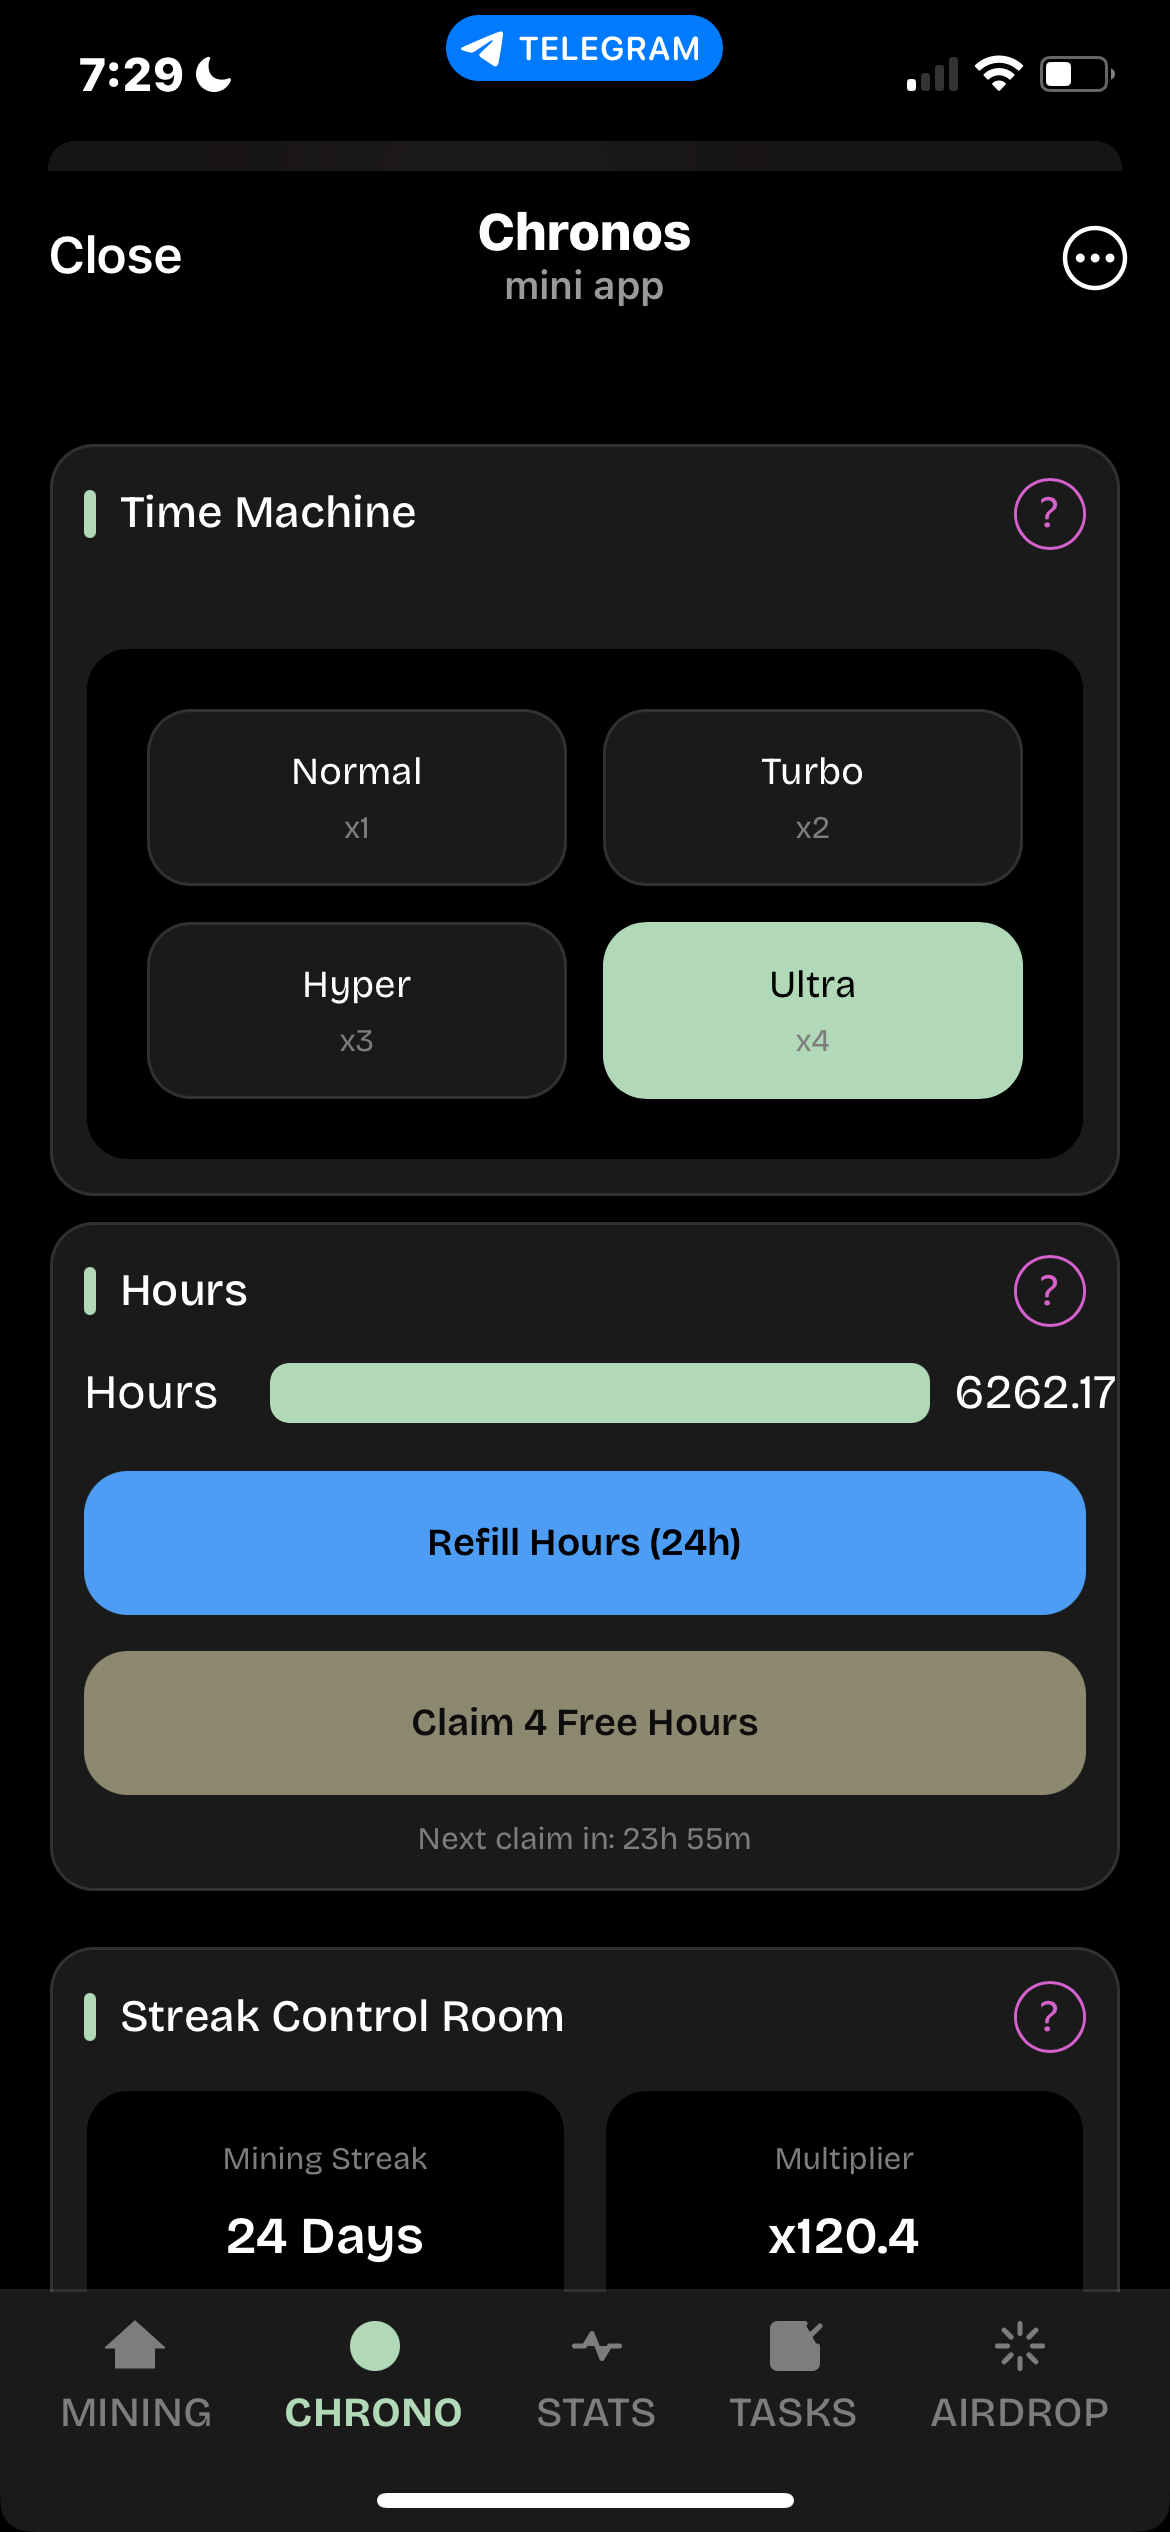 7:29
TELEGRAM
Close
Chronos
mini app
Time Machine
?
Normal
x1
Turbo
x2
Hyper
x3
Ultra
x4
Hours
?
Hours
6262.17
Refill Hours (24h)
Claim 4 Free Hours
Next claim in: 23h 55m
Streak Control Room
?
Mining Streak
24 Days
Multiplier
x120.4
MINING
CHRONO
STATS
TASKS
AIRDROP